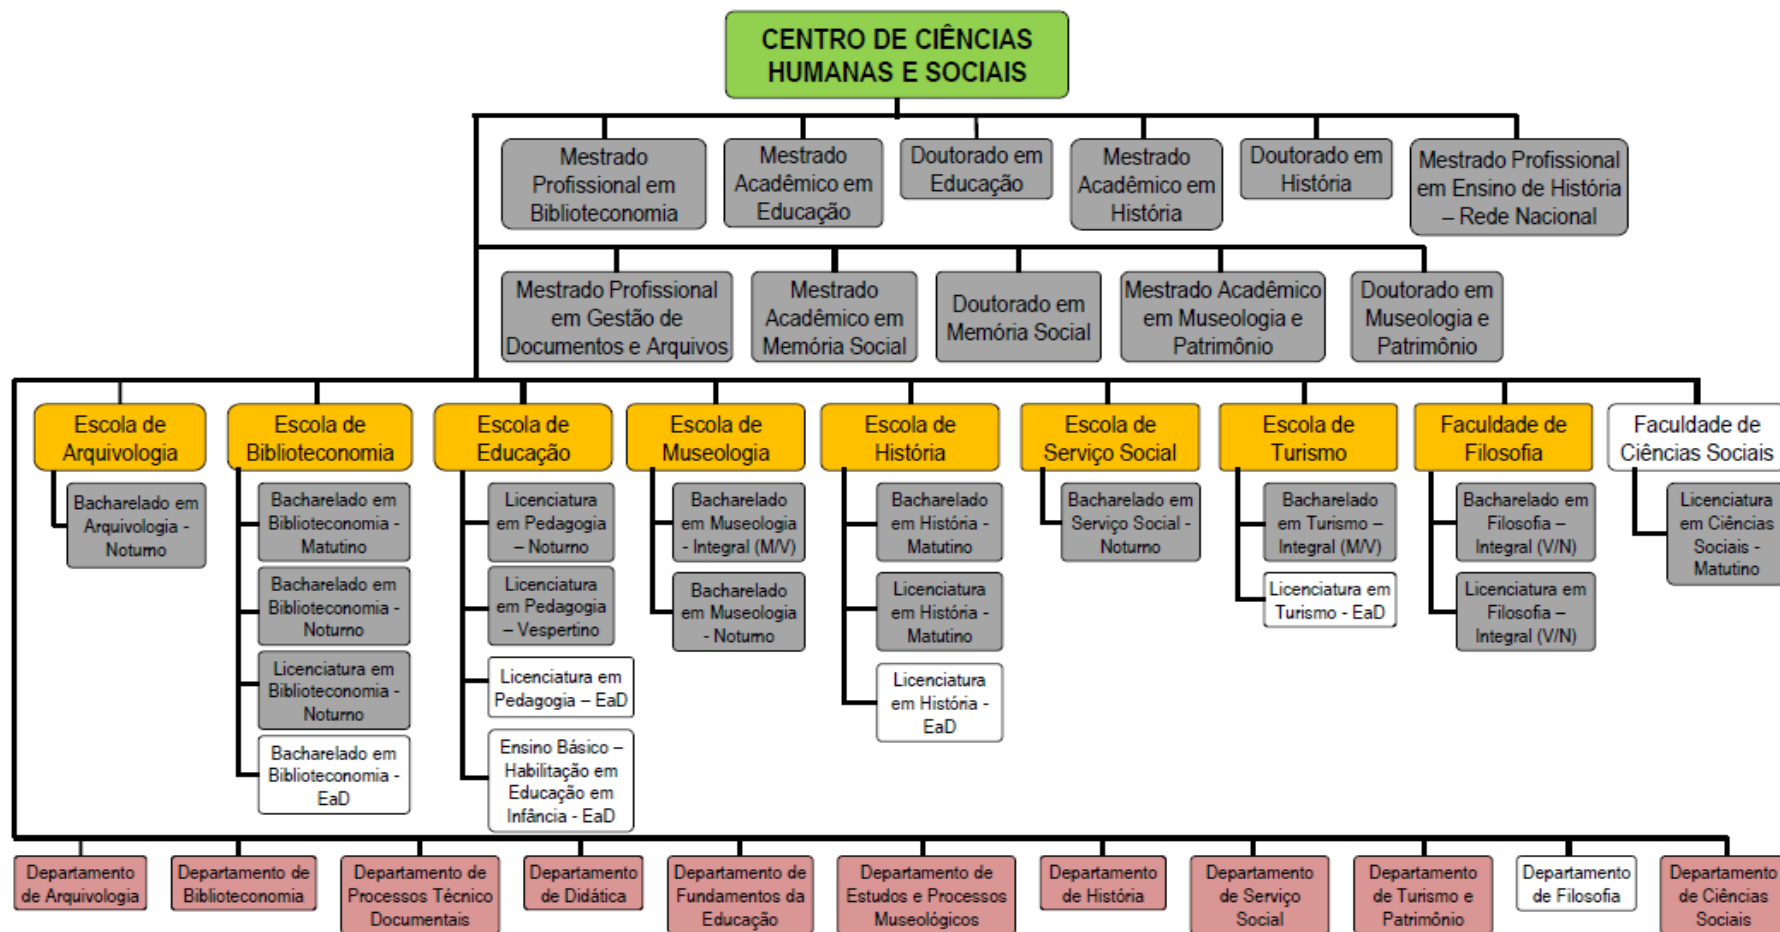 CENTRO DE CIÊNCIAS
HUMANAS E SOCIAIS
Mestrado
Profissional em
Biblioteconomia
Mestrado
Acadêmico em
Educação
Doutorado em
Educação
Mestrado
Acadêmico em
História
Doutorado em
História
Mestrado Profissional
em Ensino de História
– Rede Nacional
Mestrado Profissional
em Gestão de
Documentos e Arquivos
Mestrado
Acadêmico em
Memória Social
Doutorado em
Memória Social
Mestrado Acadêmico
em Museologia e
Patrimônio
Doutorado em
Museologia e
Patrimônio
Escola de
Arquivologia
Bacharelado em
Arquivologia -
Noturno
Escola de
Biblioteconomia
Bacharelado em
Biblioteconomia -
Matutino
Bacharelado em
Biblioteconomia -
Noturno
Licenciatura em
Biblioteconomia -
Noturno
Bacharelado em
Biblioteconomia -
EaD
Escola de
Educação
Licenciatura
em Pedagogia
– Noturno
Licenciatura
em Pedagogia
– Vespertino
Licenciatura em
Pedagogia – EaD
Ensino Básico –
Habilitação em
Educação em
Infância - EaD
Escola de
Museologia
Bacharelado
em Museologia
- Integral (M/V)
Bacharelado
em Museologia
- Noturno
Escola de
História
Bacharelado
em História -
Matutino
Licenciatura
em História -
Matutino
Licenciatura
em História -
EaD
Escola de
Serviço Social
Bacharelado em
Serviço Social -
Noturno
Escola de
Turismo
Bacharelado
em Turismo –
Integral (M/V)
Licenciatura em
Turismo - EaD
Faculdade de
Filosofia
Bacharelado em
Filosofia –
Integral (V/N)
Licenciatura em
Filosofia –
Integral (V/N)
Faculdade de
Ciências Sociais
Licenciatura
em Ciências
Sociais -
Matutino
Departamento
de Arquivologia
Departamento de
Biblioteconomia
Departamento de
Processos Técnico
Documentais
Departamento
de Didática
Departamento de
Fundamentos da
Educação
Departamento de
Estudos e Processos
Museológicos
Departamento
de História
Departamento
de Serviço
Social
Departamento
de Turismo e
Patrimônio
Departamento
de Filosofia
Departamento
de Ciências
Sociais